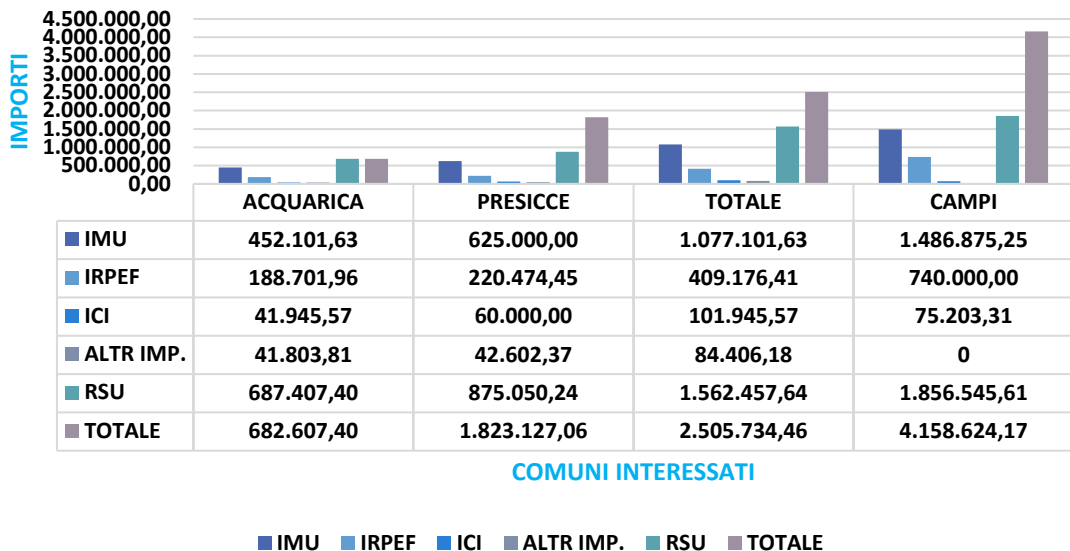 IMPORTI
4.500.000,00
4.000.000,00
3.500.000,00
3.000.000,00
2.500.000,00
2.000.000,00
1.500.000,00
1.000.000,00
500.000,00
0,00
ACQUARICA PRESICCE TOTALE CAMPI
IMU 452.101,63 625.000,00 1.077.101,63 1.486.875,25
IRPEF 188.701,96 220.474,45 409.176,41 740.000,00
ICI 41.945,57 60.000,00 101.945,57 75.203,31
ALTR IMP. 41.803,81 42.602,37 84.406,18 0
RSU 687.407,40 875.050,24 1.562.457,64 1.856.545,61
TOTALE 682.607,40 1.823.127,06 2.505.734,46 4.158.624,17
COMUNI INTERESSATI
IMU IRPEF ICI ALTR IMP. RSU TOTALE